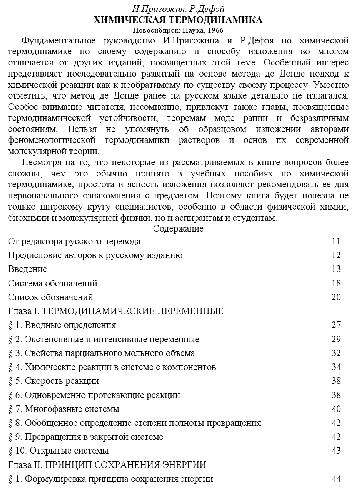 И.Пригожин, Р.Дефэй
ХИМИЧЕСКАЯ ТЕРМОДИНАМИКА
Новосибирск: Наука, 1966
Фундаментальное руководство И.Пригожина и Р.Дефэя по химической
термодинамике по своему содержанию и способу изложения во многом
отличается от других изданий, посвященных этой теме. Особенный интерес
представляет последовательно развитый на основе метода де Донде подход к
химической реакции как к необратимому по существу своему процессу. Уместно
отметить, что метод де Донде ранее на русском языке детально не излагался.
Особое внимание читателя, несомненно, привлекут также главы, посвященные
термодинамической устойчивости, теоремам модерации и безразличным
состояниям. Нельзя не упомянуть об образцовом изложении авторами
феноменологической термодинамики растворов и основ их современной
молекулярной теории.
Несмотря на то, что некоторые из рассматриваемых в книге вопросов более
сложны, чем это обычно принято в учебных пособиях по химической
термодинамике, простота и ясность изложения позволяют рекомендовать ее для
первоначального ознакомления с предметом. Поэтому книга будет полезна не
только широкому кругу специалистов, особенно в области физической химии,
биохимии и молекулярной физики, но и аспирантам и студентам.
Содержание
От редактора русского перевода 11
Предисловие авторов к русскому изданию 12
Введение 13
Система обозначений 18
Список обозначений 20
Глава I. ТЕРМОДИНАМИЧЕСКИЕ ПЕРЕМЕННЫЕ
§ 1. Вводные определения 27
§ 2. Экстенсивные и интенсивные переменные 29
§ 3. Свойства парциального мольного объема 32
§ 4. Химические реакции в системе с компонентов 34
§ 5. Скорость реакции 38
§ 6. Одновременно протекающие реакции 38
§ 7. Многофазные системы 40
§ 8. Обобщенное определение степени полноты превращения 42
§ 9. Превращения в закрытой системе 42
§ 10. Открытые системы 43
Глава II. ПРИНЦИП СОХРАНЕНИЯ ЭНЕРГИИ
§ 1. Формулировка принципа сохранения энергии 44